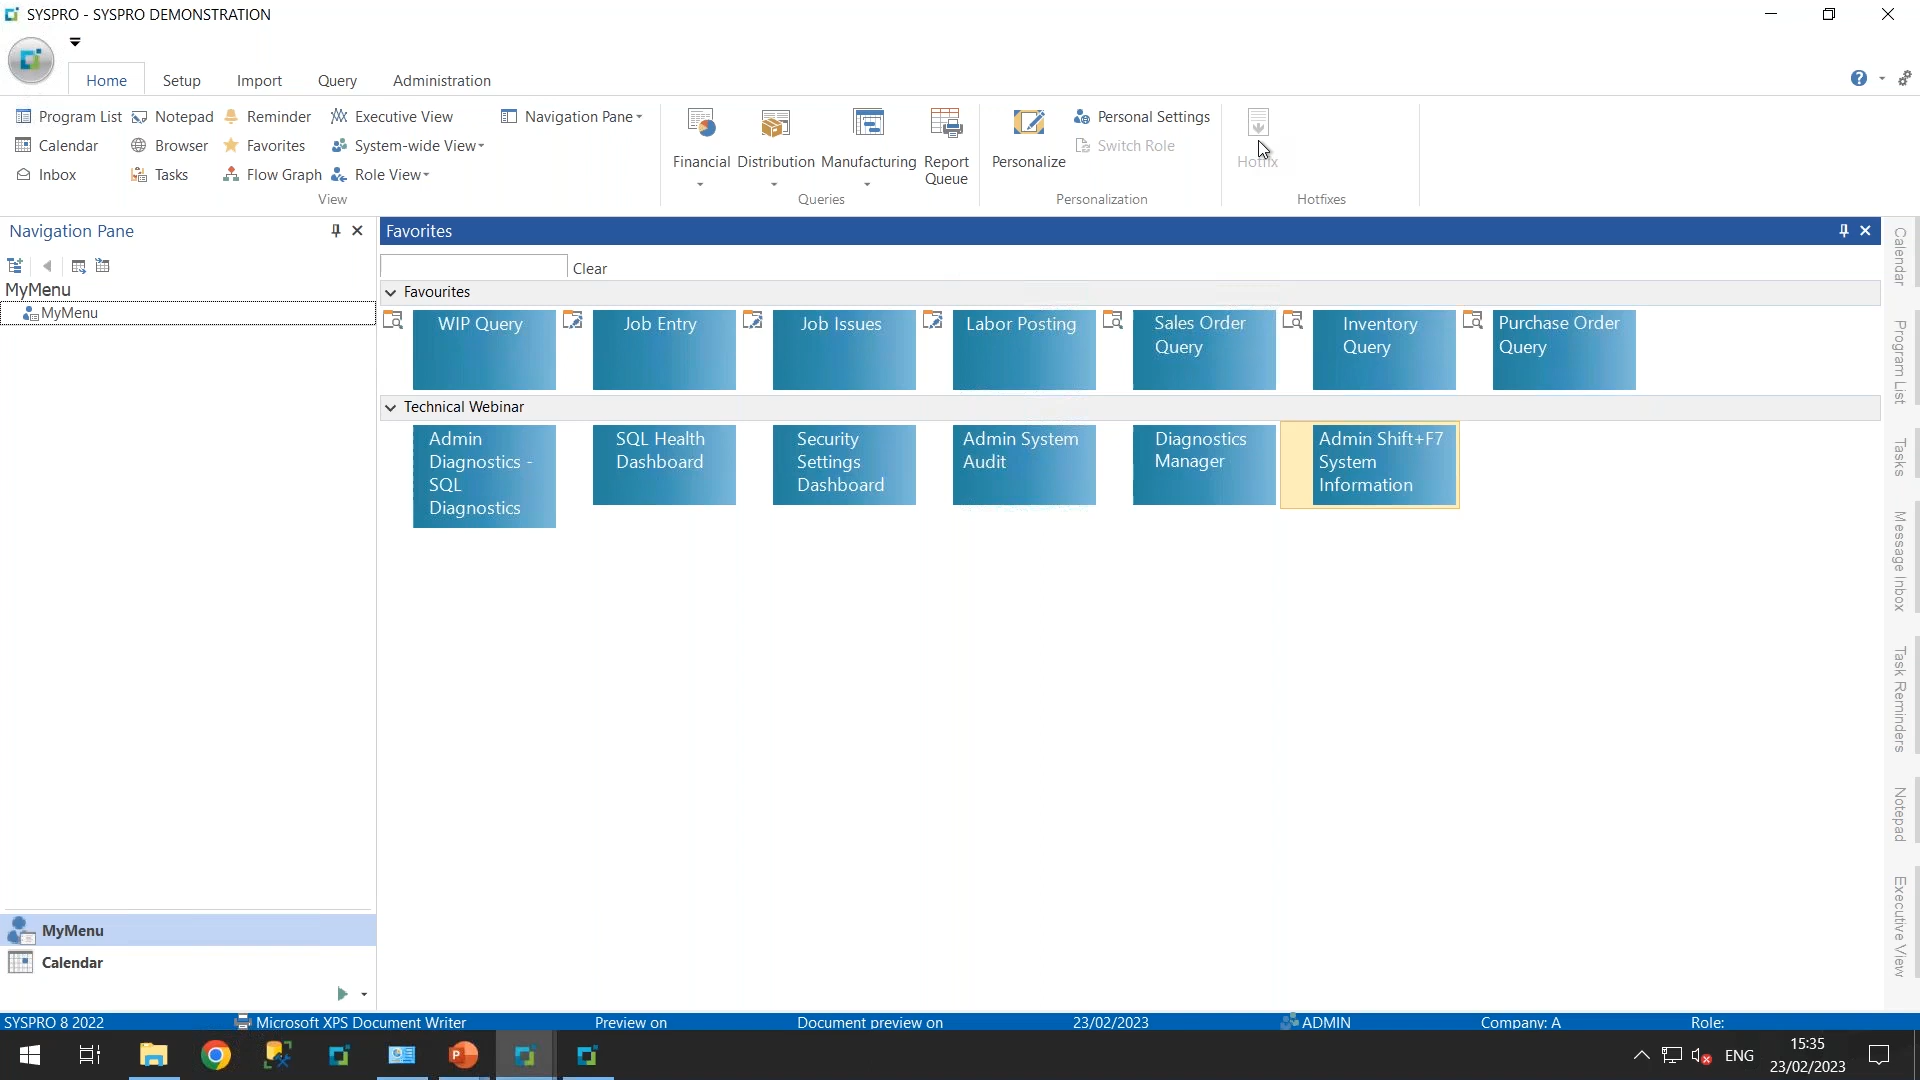 SYSPRO - SYSPRO DEMONSTRATION
Home Setup Import Query Administration
Program List Notepad Reminder Executive View Navigation Pane
Calendar Browser Favorites System-wide View
Inbox Tasks Flow Graph Role View
View
Financial Distribution Manufacturing Report Queue
Queries
Personalize Personal Settings
Switch Role
Personalization
Hotfix
Hotfixes
Navigation Pane
MyMenu
MyMenu
Favorites
Clear
Favourites
WIP Query
Job Entry
Job Issues
Labor Posting
Sales Order
Query
Inventory
Query
Purchase Order
Query
Technical Webinar
Admin
Diagnostics -
SQL
Diagnostics
SQL Health
Dashboard
Security
Settings
Dashboard
Admin System
Audit
Diagnostics
Manager
Admin Shift+F7
System
Information
Calendar
Program List
Tasks
Message Inbox
Task Reminders
Notepad
Executive View
MyMenu
Calendar
SYSPRO 8 2022 Microsoft XPS Document Writer Preview on Document preview on 23/02/2023 ADMIN Company: A Role:
ENG
15:35
23/02/2023